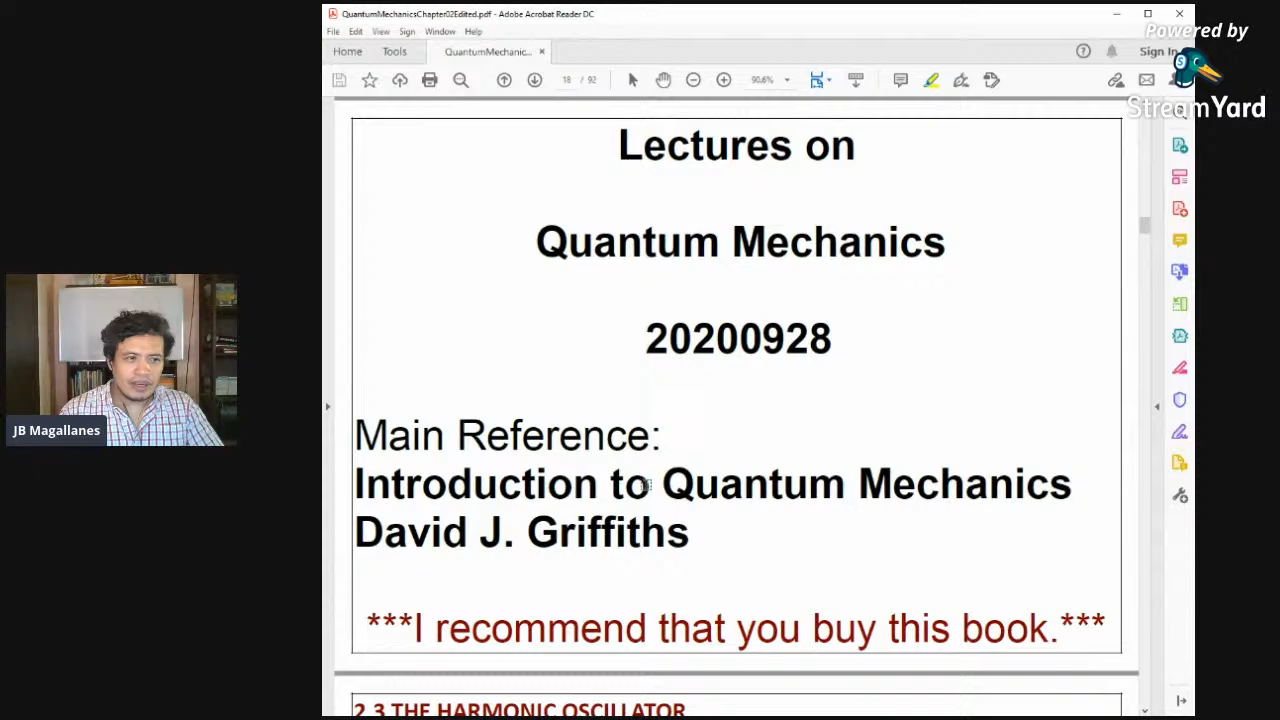 QuantumMechanicsChapter02Edited.pdf - Adobe Acrobat Reader DC
File Edit View Sign Window Help
Home Tools QuantumMechanic... × Sign In
18 / 92 90.6%
Powered by
StreamYard
Lectures on
Quantum Mechanics
20200928
Main Reference:
Introduction to Quantum Mechanics
David J. Griffiths
***I recommend that you buy this book.***
2.3 THE HARMONIC OSCILLATOR
JB Magallanes